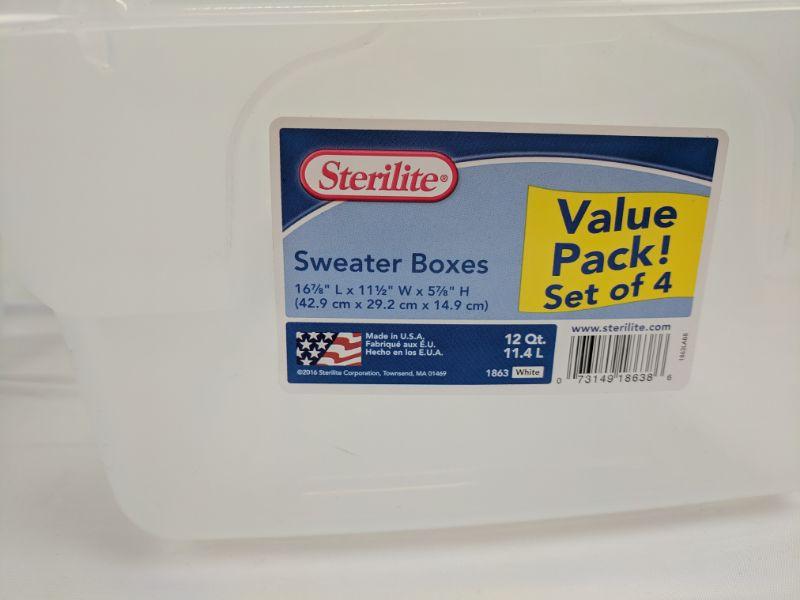 Sterilite®
Value
Pack!
Set of 4
Sweater Boxes
16⅞" L x 11½" W x 5⅞" H
(42.9 cm x 29.2 cm x 14.9 cm)
Made in U.S.A.
Fabriqué aux É.U.
Hecho en los E.U.A.
©2016 Sterilite Corporation, Townsend, MA 01469
12 Qt.
11.4 L
1863 White
www.sterilite.com
0 73149 18638 6
1863LABB